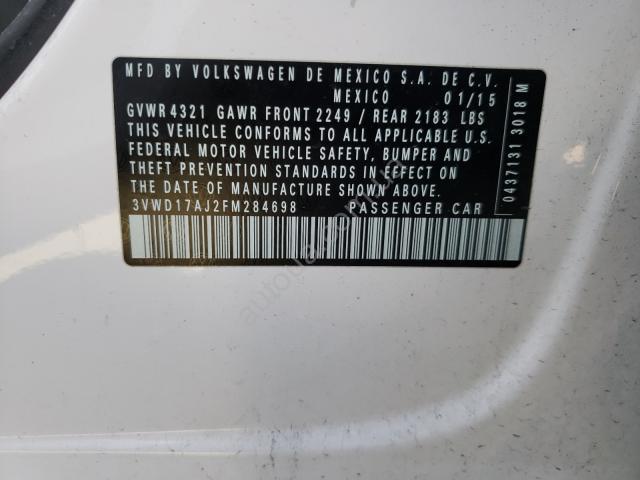 MFD BY VOLKSWAGEN DE MEXICO S.A. DE C.V.
MEXICO 01/15
GVWR 4321 GAWR FRONT 2249 / REAR 2183 LBS
THIS VEHICLE CONFORMS TO ALL APPLICABLE U.S.
FEDERAL MOTOR VEHICLE SAFETY, BUMPER AND
THEFT PREVENTION STANDARDS IN EFFECT ON
THE DATE OF MANUFACTURE SHOWN ABOVE
3VWD17AJ2FM284698 PASSENGER CAR
0437131 3018 M